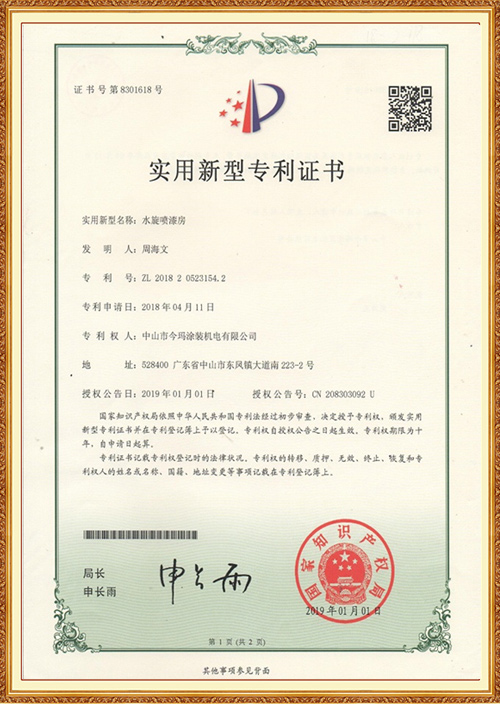 证书号第8301618号
实用新型专利证书
实用新型名称：水旋喷漆房
发 明 人：周海文
专 利 号：ZL 2018 2 0523154.2
专利申请日：2018年04月11日
专 利 权 人：中山市今玛涂装机电有限公司
地 址：528400 广东省中山市东凤镇大道南223-2号
授权公告日：2019年01月01日 授权公告号：CN 208303092 U
国家知识产权局依照中华人民共和国专利法经过初步审查，决定授予专利权，颁发实用
新型专利证书并在专利登记簿上予以登记。专利权自授权公告之日起生效。专利权期限为十
年，自申请日起算。
专利证书记载专利权登记时的法律状况。专利权的转移、质押、无效、终止、恢复和专
利权人的姓名或名称、国籍、地址变更等事项记载在专利登记簿上。
局长
申长雨
申长雨
国家知识产权局
2019年01月01日
第1页（共2页）
其他事项参见背面